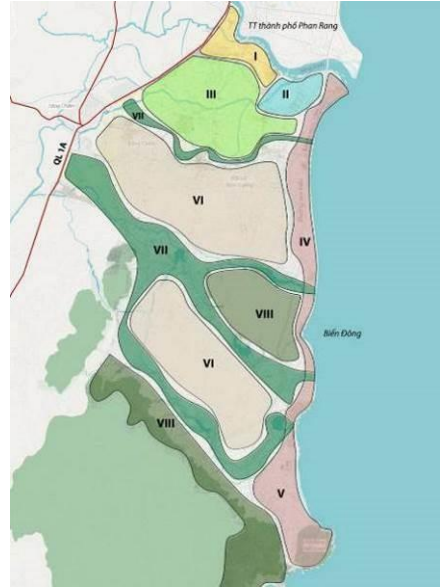 TT thành phố Phan Rang
I
II
III
VII
QL 1A
VI
IV
VII
VIII
Biển Đông
VI
VIII
V